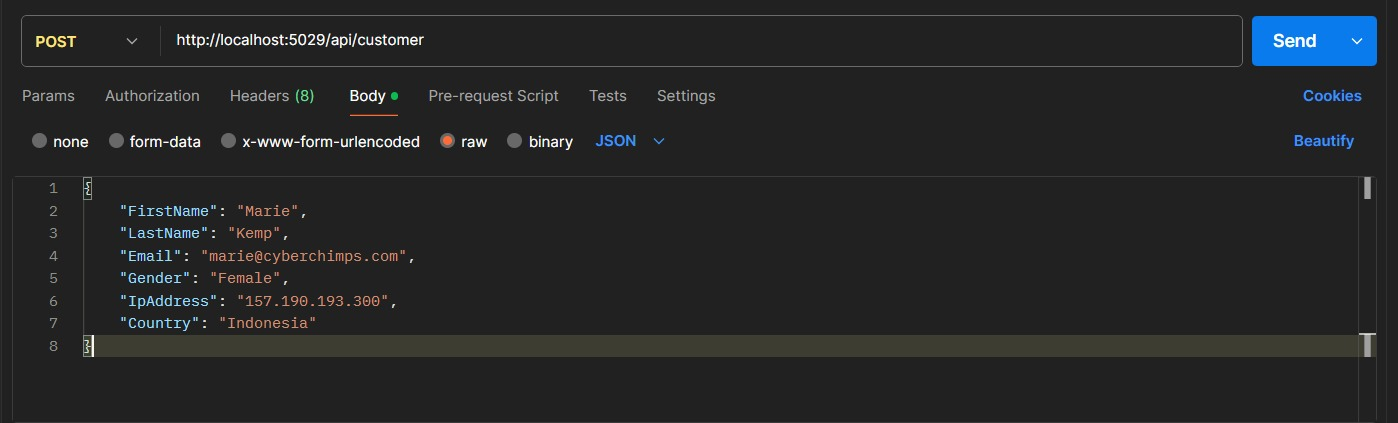 POST http://localhost:5029/api/customer Send
Params Authorization Headers (8) Body Pre-request Script Tests Settings Cookies
none form-data x-www-form-urlencoded raw binary JSON Beautify
1 {
2 "FirstName": "Marie",
3 "LastName": "Kemp",
4 "Email": "marie@cyberchimps.com",
5 "Gender": "Female",
6 "IpAddress": "157.190.193.300",
7 "Country": "Indonesia"
8 }